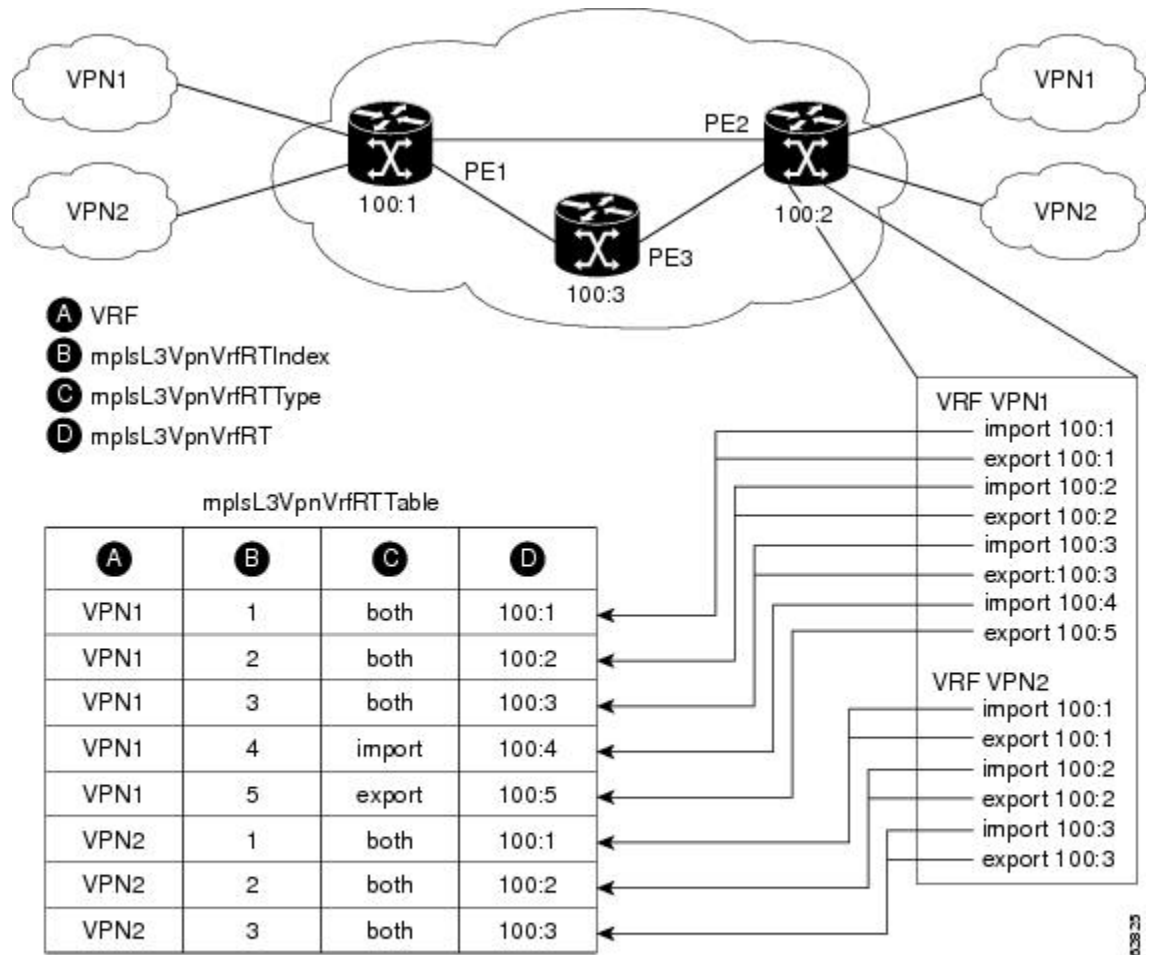 VPN1
VPN2
PE1
100:1
PE2
100:2
PE3
100:3
VPN1
VPN2
A VRF
B mplsL3VpnVrfRTIndex
C mplsL3VpnVrfRTType
D mplsL3VpnVrfRT
VRF VPN1
import 100:1
export 100:1
import 100:2
export 100:2
import 100:3
export:100:3
import 100:4
export 100:5
VRF VPN2
import 100:1
export 100:1
import 100:2
export 100:2
import 100:3
export 100:3
mplsL3VpnVrfRTTable
A B C D
VPN1 1 both 100:1
VPN1 2 both 100:2
VPN1 3 both 100:3
VPN1 4 import 100:4
VPN1 5 export 100:5
VPN2 1 both 100:1
VPN2 2 both 100:2
VPN2 3 both 100:3